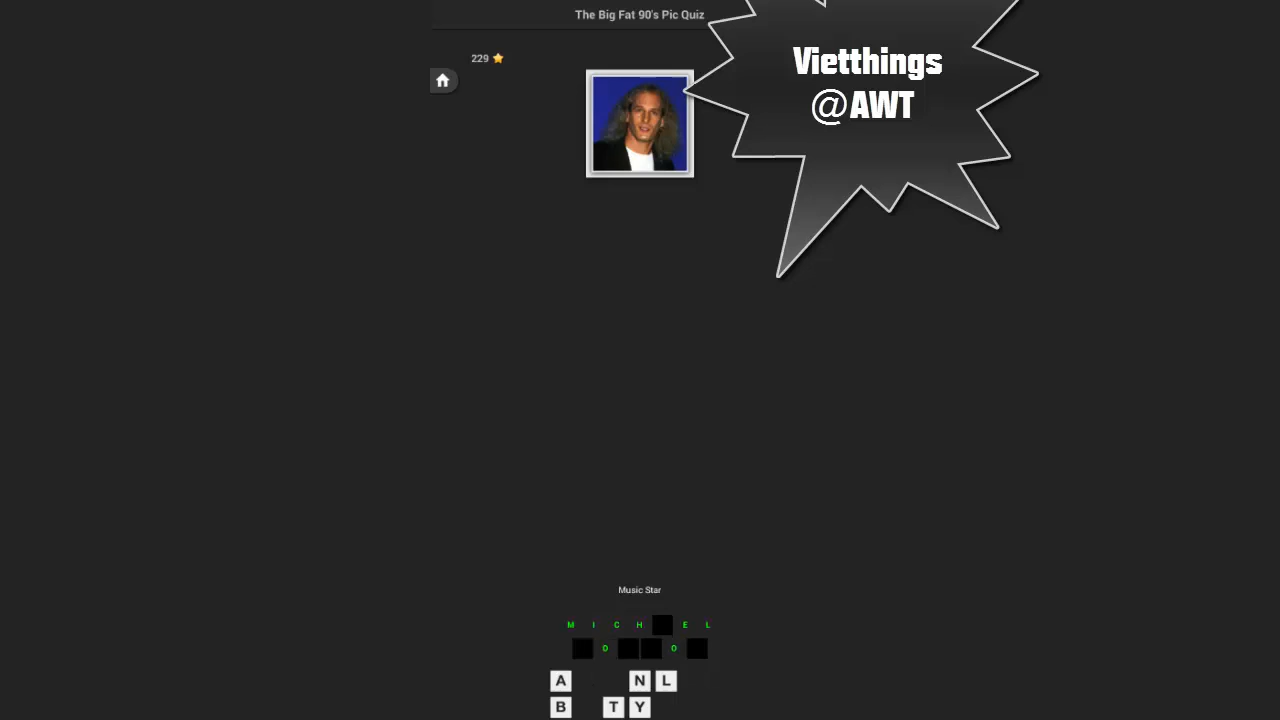 The Big Fat 90's Pic Quiz
229
Vietthings
@AWT
Music Star
M I C H E L
O O
A N L
B T Y